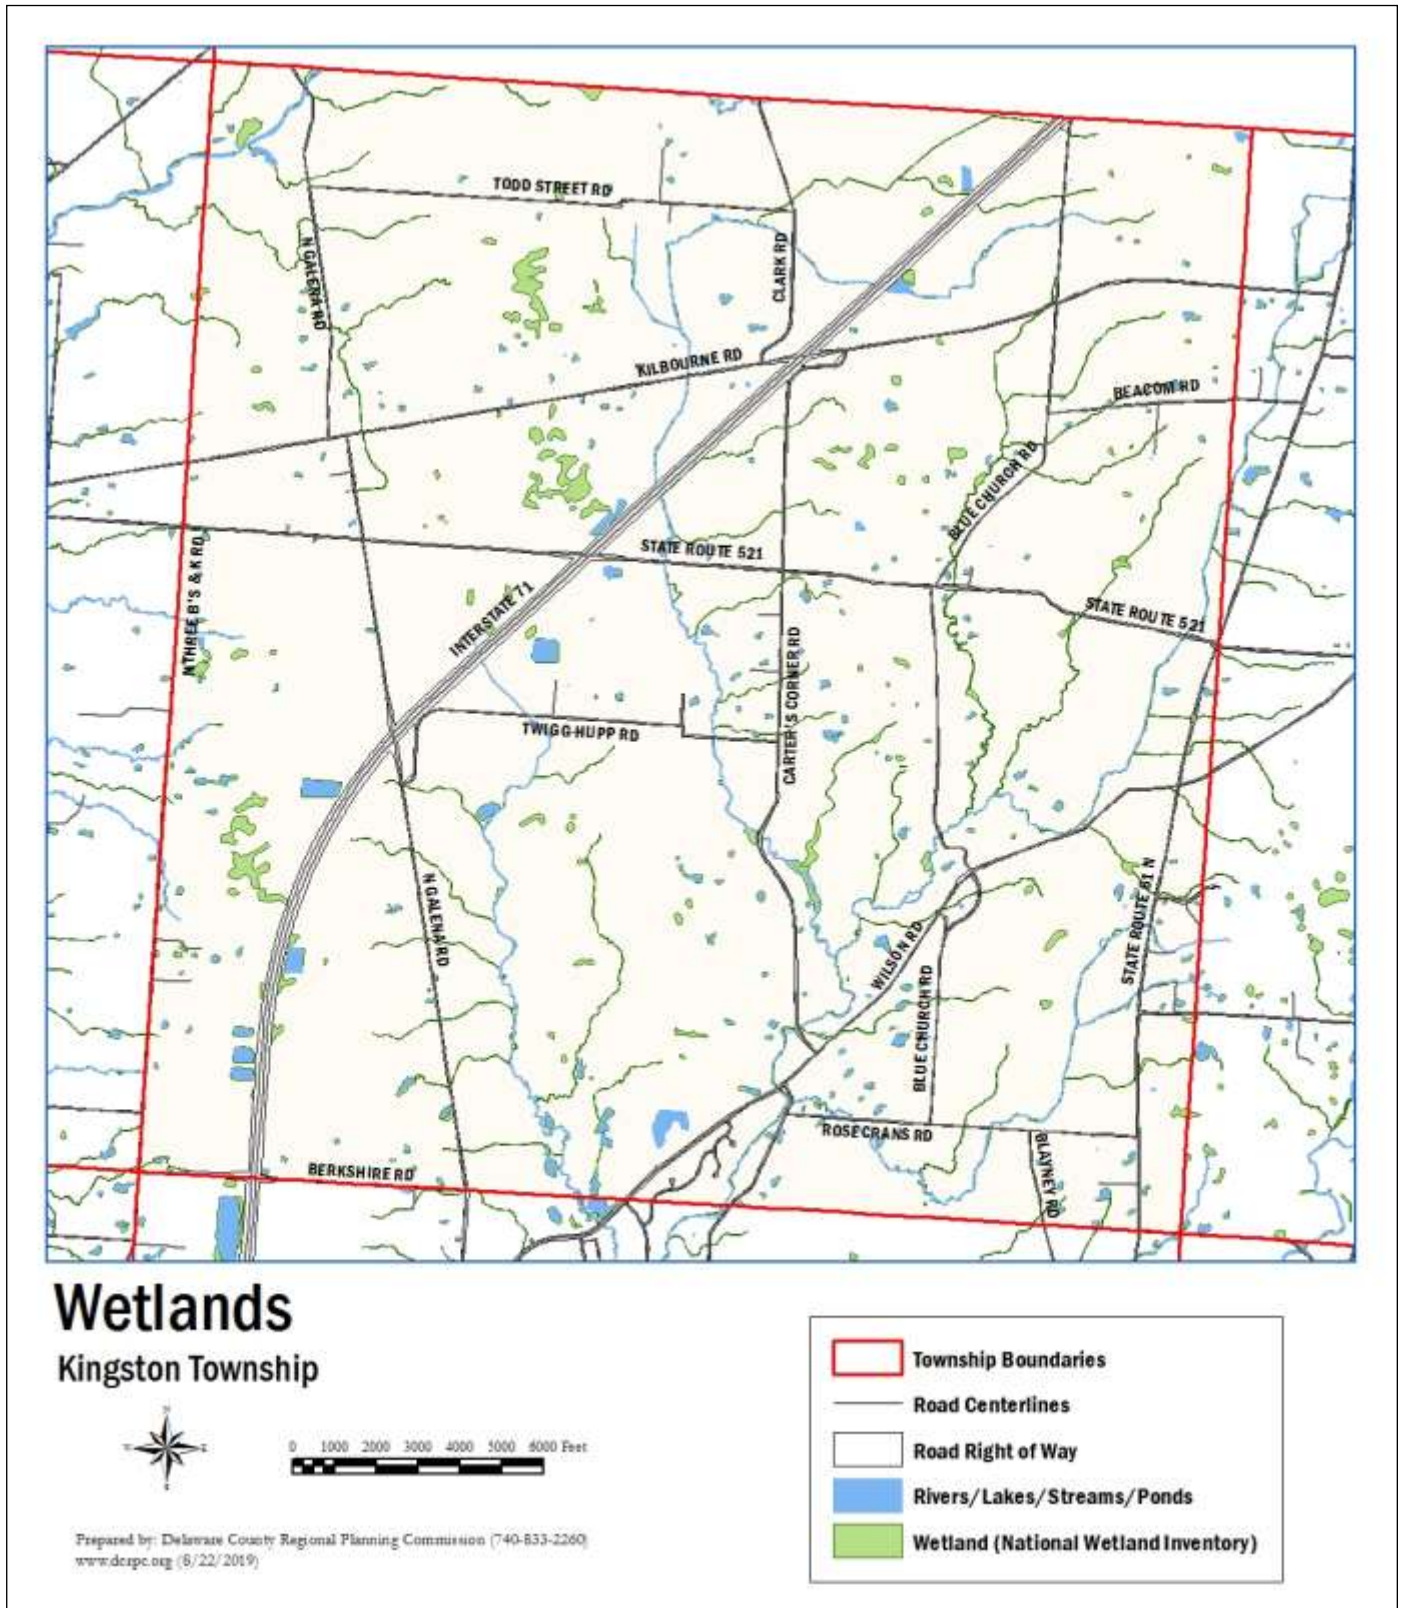 TODD STREET RD
N GALENA RD
CLARK RD
KILBOURNE RD
BEACOM RD
BLUE CHURCH RD
STATE ROUTE 521
N THREE B'S & K RD
INTERSTATE 71
STATE ROUTE 521
CARTER'S CORNER RD
TWIGG HUPP RD
N GALENA RD
STATE ROUTE 61 N
WILSON RD
BLUE CHURCH RD
ROSECRANS RD
BLAYNEY RD
BERKSHIRE RD
Wetlands
Kingston Township
N
W E
S
0 1000 2000 3000 4000 5000 6000 Feet
Prepared by: Delaware County Regional Planning Commission (740-833-2260)
www.dcrpc.org (8/22/2019)
Township Boundaries
Road Centerlines
Road Right of Way
Rivers/Lakes/Streams/Ponds
Wetland (National Wetland Inventory)